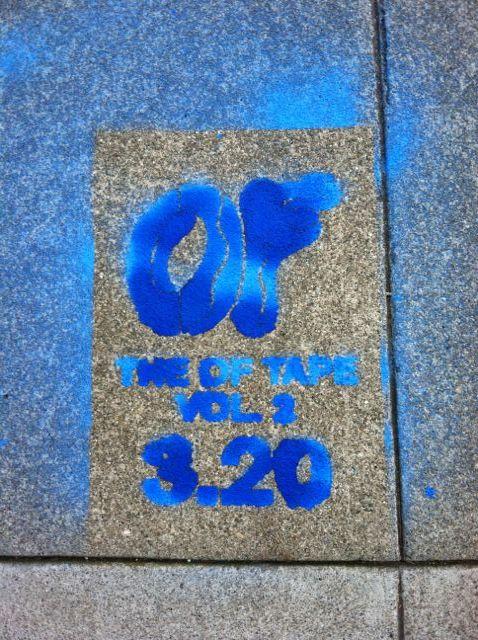 OF
THE OF TAPE
VOL. 2
3.20